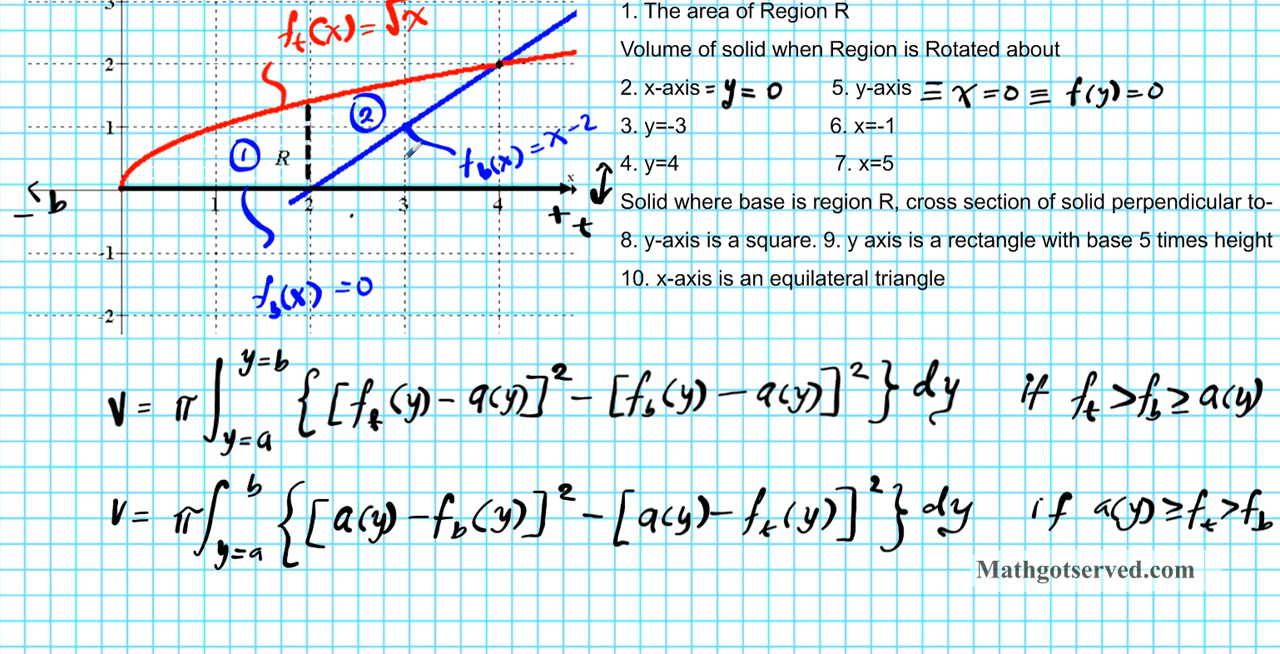 3
f_t(x) = √x
2
1
① R
②
f_b(x) = x-2
x
< b
-
1 2 3 4
+ t
-1
f_b(x) = 0
-2
1. The area of Region R
Volume of solid when Region is Rotated about
2. x-axis = y = 0 5. y-axis ≡ x = 0 ≡ f(y) = 0
3. y=-3 6. x=-1
4. y=4 7. x=5
Solid where base is region R, cross section of solid perpendicular to-
8. y-axis is a square. 9. y axis is a rectangle with base 5 times height
10. x-axis is an equilateral triangle
V = π ∫_{y=a}^{y=b} {[f_t(y) - a(y)]² - [f_b(y) - a(y)]²} dy if f_t > f_b ≥ a(y)
V = π ∫_{y=a}^{b} {[a(y) - f_b(y)]² - [a(y) - f_t(y)]²} dy if a(y) ≥ f_t > f_b
Mathgotserved.com